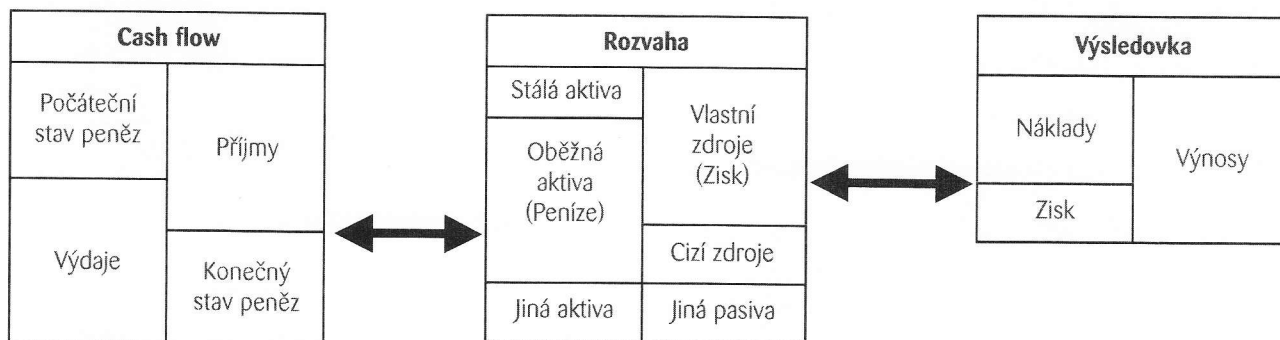 Cash flow
Počáteční
stav peněz
Výdaje
Příjmy
Konečný
stav peněz
Rozvaha
Stálá aktiva
Oběžná
aktiva
(Peníze)
Jiná aktiva
Vlastní
zdroje
(Zisk)
Cizí zdroje
Jiná pasiva
Výsledovka
Náklady
Zisk
Výnosy